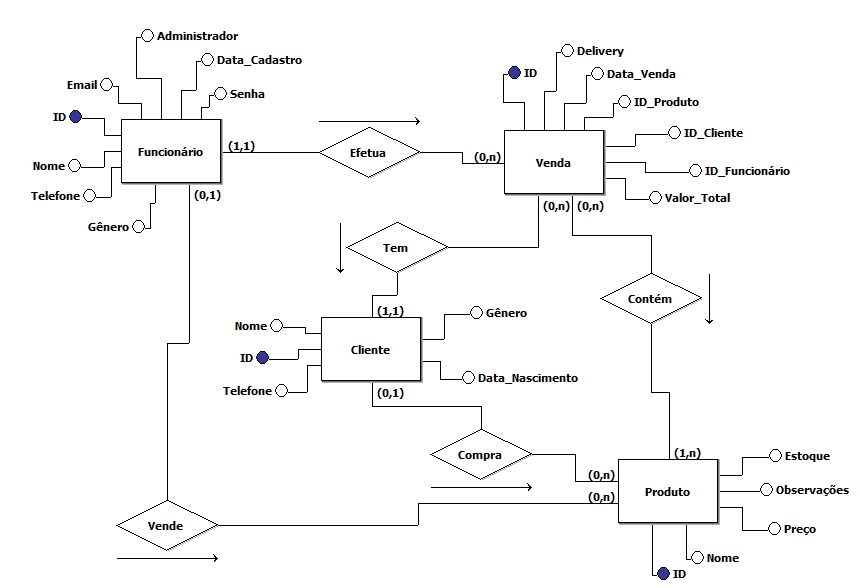 Administrador
Delivery
Data_Cadastro
ID
Data_Venda
Email
Senha
ID_Produto
ID
ID_Cliente
Funcionário
(1,1)
Efetua
(0,n)
Venda
Nome
ID_Funcionário
Telefone
(0,1)
Valor_Total
(0,n)
(0,n)
Gênero
Tem
Contém
(1,1)
Gênero
Nome
Cliente
ID
Data_Nascimento
Telefone
(0,1)
Compra
(1,n)
Estoque
(0,n)
Produto
Observações
(0,n)
Vende
Preço
Nome
ID